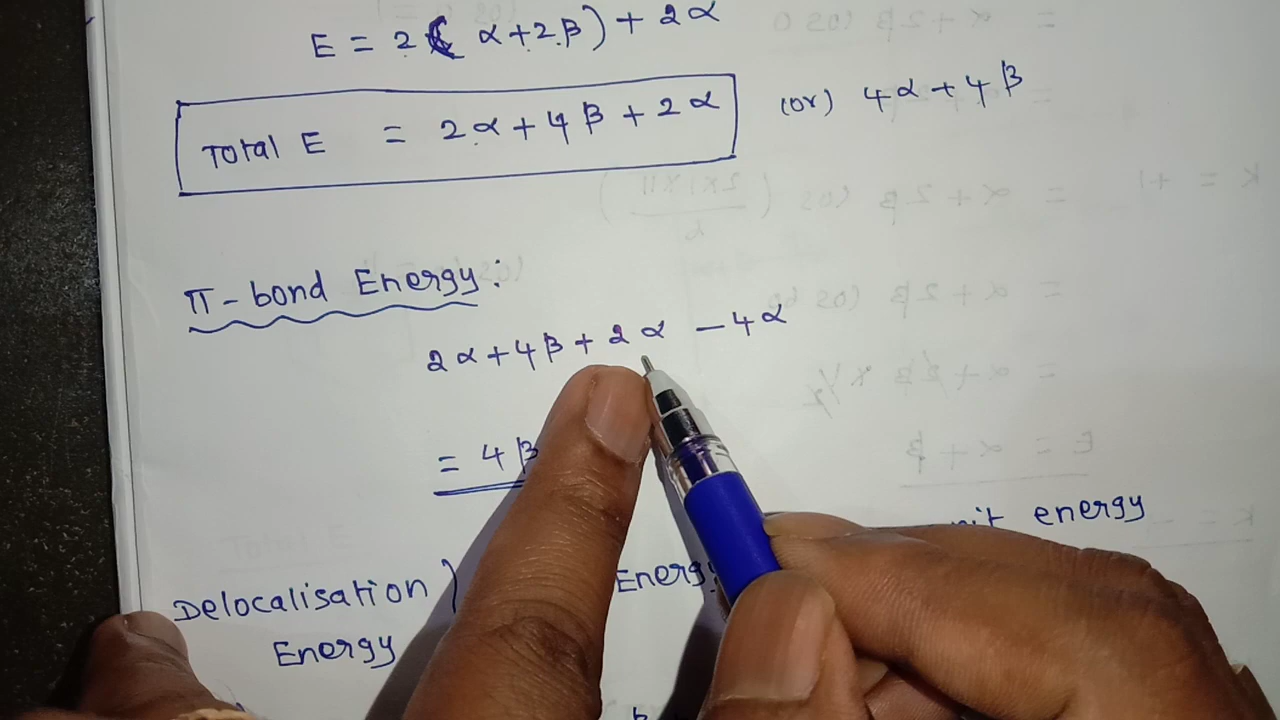 E = 2( α+2β)+ 2α
Total E = 2α+4β+2α (or) 4α+4β
π-bond Energy:
2α+4β+2α -4α
= 4β
energy
Delocalisation ) Energy
Energy